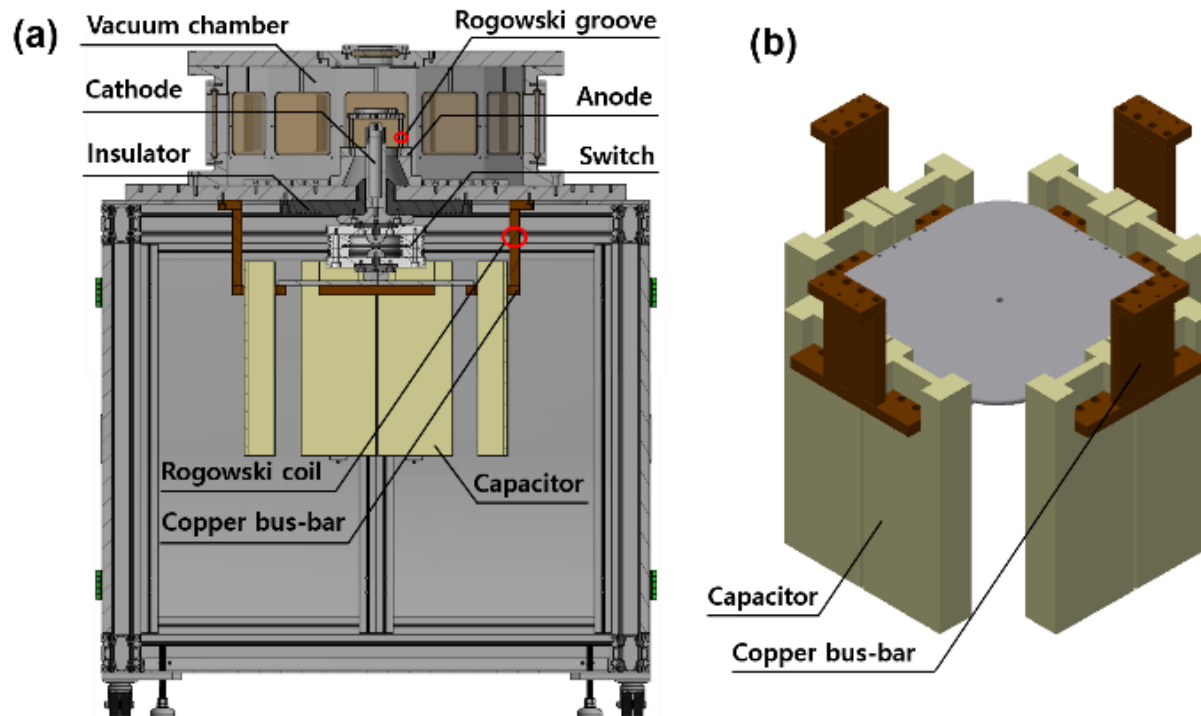 (a)
Vacuum chamber
Rogowski groove
Cathode
Anode
Insulator
Switch
Rogowski coil
Capacitor
Copper bus-bar
(b)
Capacitor
Copper bus-bar